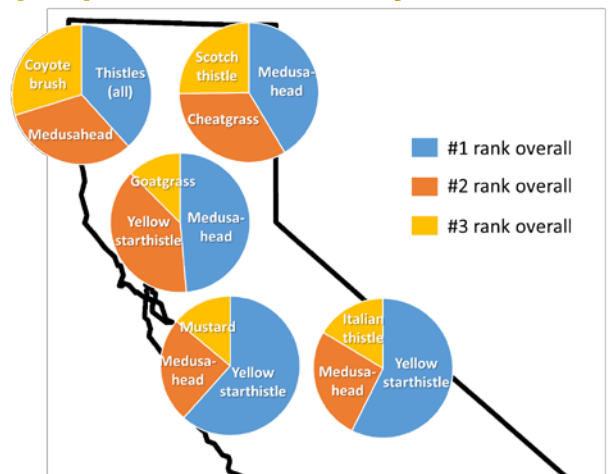 Coyote
brush
Thistles
(all)
Medusahead
Scotch
thistle
Medusa-
head
Cheatgrass
#1 rank overall
#2 rank overall
#3 rank overall
Goatgrass
Yellow
starthistle
Medusa-
head
Mustard
Medusa-
head
Yellow
starthistle
Italian
thistle
Medusa-
head
Yellow
starthistle